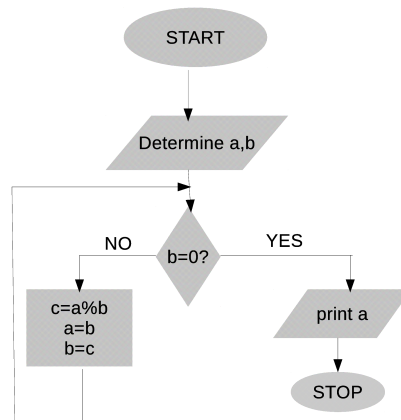 START
Determine a,b
NO
YES
b=0?
c=a%b
a=b
b=c
print a
STOP